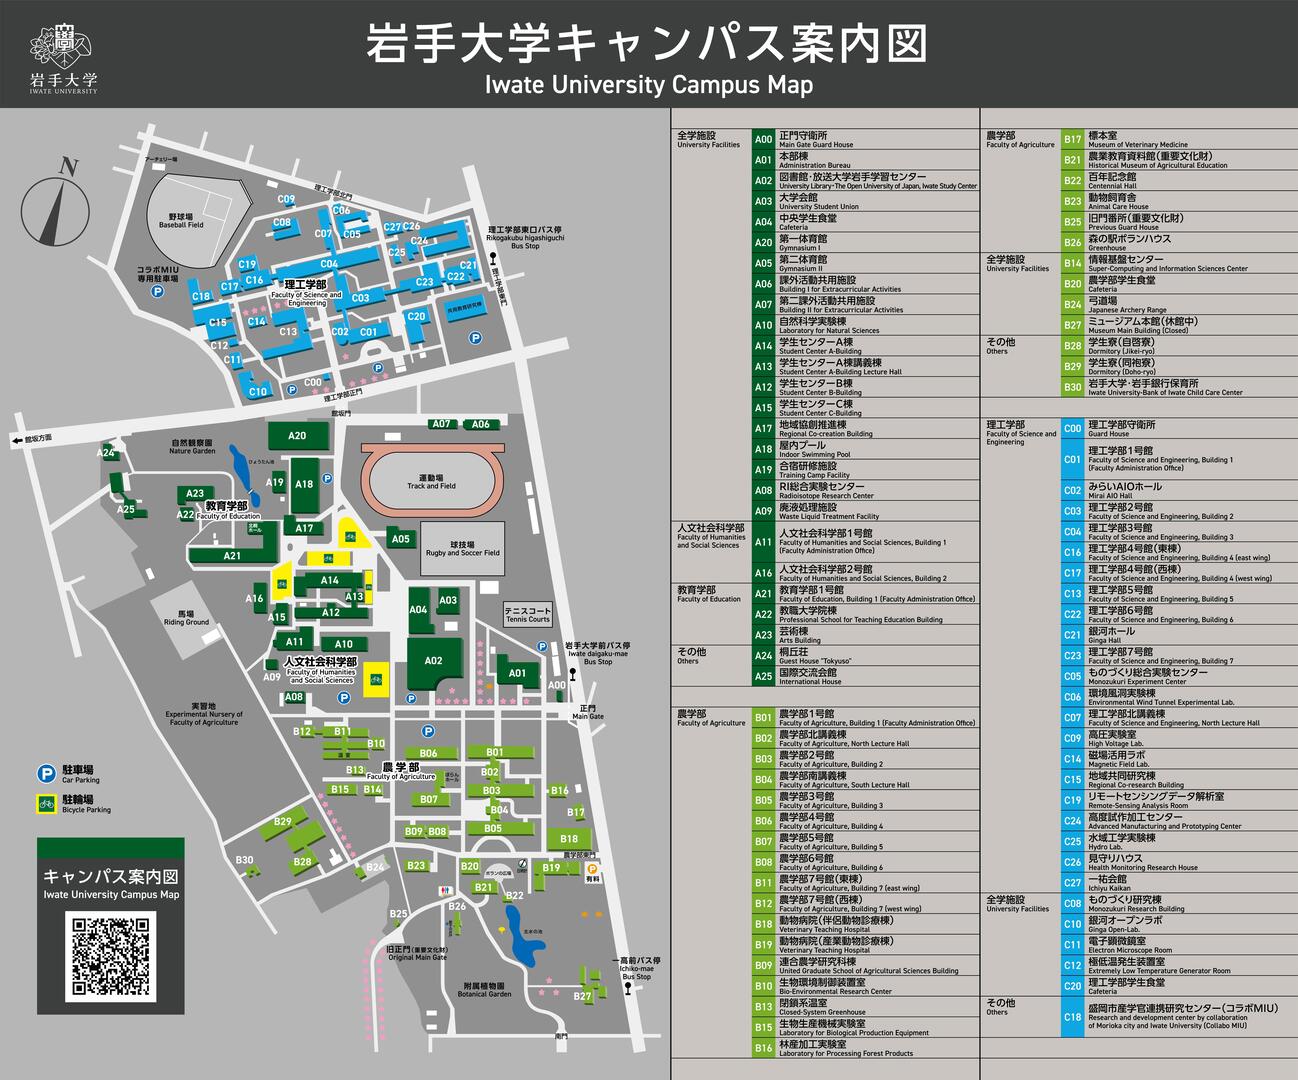 岩手大学
IWATE UNIVERSITY
岩手大学キャンパス案内図
Iwate University Campus Map
N
アーチェリー場
野球場
Baseball Field
コラボMIU
専用駐車場
P
理工学部北門
理工学部東口バス停
Rikogakubu higashiguchi
Bus Stop
理工学部東門
C09
C08
C06
C07
C05
C27
C26
C24
C25
C04
C19
C16
C17
C18
C21
C22
C23
理工学部
Faculty of Science and
Engineering
C03
C15
C14
C13
C02
C01
C20
共用教育研究棟
C12
C11
C10
C00
P
P
P
理工学部正門
館坂門
館坂方面
自然観察園
Nature Garden
ひょうたん池
A24
A25
A23
A22
A20
A19
A18
P
A07
A06
運動場
Track and Field
教育学部
Faculty of Education
北桐
ホール
A17
A21
A05
球技場
Rugby and Soccer Field
A16
A14
A13
A15
A12
A04
A03
テニスコート
Tennis Courts
馬場
Riding Ground
A11
A10
A02
A01
A00
P
岩手大学前バス停
Iwate daigaku-mae
Bus Stop
人文社会科学部
Faculty of Humanities
and Social Sciences
A09
A08
P
P
正門
Main Gate
実習地
Experimental Nursery of
Faculty of Agriculture
P
B12
B11
B10
B06
B01
B02
B13
農学部
Faculty of Agriculture
ぽらん
ホール
B15
B14
B07
B03
B04
B16
B17
B29
B09
B08
B05
B18
農学部東門
B30
B28
B24
B23
B20
ポランの広場
B21
B22
B19
P
有料
B25
B26
旧正門(重要文化財)
Original Main Gate
附属植物園
Botanical Garden
B27
一高前バス停
Ichiko-mae
Bus Stop
南門
P
駐車場
Car Parking
駐輪場
Bicycle Parking
キャンパス案内図
Iwate University Campus Map
全学施設
University Facilities
A00 正門守衛所
Main Gate Guard House
A01 本部棟
Administration Bureau
A02 図書館・放送大学岩手学習センター
University Library・The Open University of Japan, Iwate Study Center
A03 大学会館
University Student Union
A04 中央学生食堂
Cafeteria
A20 第一体育館
Gymnasium I
A05 第二体育館
Gymnasium II
A06 課外活動共用施設
Building I for Extracurricular Activities
A07 第二課外活動共用施設
Building II for Extracurricular Activities
A10 自然科学実験棟
Laboratory for Natural Sciences
A14 学生センターA棟
Student Center A-Building
A13 学生センターA棟講義棟
Student Center A-Building Lecture Hall
A12 学生センターB棟
Student Center B-Building
A15 学生センターC棟
Student Center C-Building
A17 地域協創推進棟
Regional Co-creation Building
A18 屋内プール
Indoor Swimming Pool
A19 合宿研修施設
Training Camp Facility
A08 RI総合実験センター
Radioisotope Research Center
A09 廃液処理施設
Waste Liquid Treatment Facility
人文社会科学部
Faculty of Humanities
and Social Sciences
A11 人文社会科学部1号館
Faculty of Humanities and Social Sciences, Building 1
(Faculty Administration Office)
A16 人文社会科学部2号館
Faculty of Humanities and Social Sciences, Building 2
教育学部
Faculty of Education
A21 教育学部1号館
Faculty of Education, Building 1 (Faculty Administration Office)
A22 教職大学院棟
Professional School for Teaching Education Building
A23 芸術棟
Arts Building
その他
Others
A24 桐丘荘
Guest House "Tokyuso"
A25 国際交流会館
International House
農学部
Faculty of Agriculture
B01 農学部1号館
Faculty of Agriculture, Building 1 (Faculty Administration Office)
B02 農学部北講義棟
Faculty of Agriculture, North Lecture Hall
B03 農学部2号館
Faculty of Agriculture, Building 2
B04 農学部南講義棟
Faculty of Agriculture, South Lecture Hall
B05 農学部3号館
Faculty of Agriculture, Building 3
B06 農学部4号館
Faculty of Agriculture, Building 4
B07 農学部5号館
Faculty of Agriculture, Building 5
B08 農学部6号館
Faculty of Agriculture, Building 6
B11 農学部7号館(東棟)
Faculty of Agriculture, Building 7 (east wing)
B12 農学部7号館(西棟)
Faculty of Agriculture, Building 7 (west wing)
B18 動物病院(伴侶動物診療棟)
Veterinary Teaching Hospital
B19 動物病院(産業動物診療棟)
Veterinary Teaching Hospital
B09 連合農学研究科棟
United Graduate School of Agricultural Sciences Building
B10 生物環境制御装置室
Bio-Environmental Research Center
B13 閉鎖系温室
Closed-System Greenhouse
B15 生物生産機械実験室
Laboratory for Biological Production Equipment
B16 林産加工実験室
Laboratory for Processing Forest Products
農学部
Faculty of Agriculture
B17 標本室
Museum of Veterinary Medicine
B21 農業教育資料館(重要文化財)
Historical Museum of Agricultural Education
B22 百年記念館
Centennial Hall
B23 動物飼育舎
Animal Care House
B25 旧門番所(重要文化財)
Previous Guard House
B26 森の駅ポランハウス
Greenhouse
全学施設
University Facilities
B14 情報基盤センター
Super-Computing and Information Sciences Center
B20 農学部学生食堂
Cafeteria
B24 弓道場
Japanese Archery Range
B27 ミュージアム本館(休館中)
Museum Main Building (Closed)
その他
Others
B28 学生寮(自啓寮)
Dormitory (Jikei-ryo)
B29 学生寮(同袍寮)
Dormitory (Doho-ryo)
B30 岩手大学・岩手銀行保育所
Iwate University-Bank of Iwate Child Care Center
理工学部
Faculty of Science and
Engineering
C00 理工学部守衛所
Guard House
C01 理工学部1号館
Faculty of Science and Engineering, Building 1
(Faculty Administration Office)
C02 みらいAIOホール
Mirai AIO Hall
C03 理工学部2号館
Faculty of Science and Engineering, Building 2
C04 理工学部3号館
Faculty of Science and Engineering, Building 3
C16 理工学部4号館(東棟)
Faculty of Science and Engineering, Building 4 (east wing)
C17 理工学部4号館(西棟)
Faculty of Science and Engineering, Building 4 (west wing)
C13 理工学部5号館
Faculty of Science and Engineering, Building 5
C22 理工学部6号館
Faculty of Science and Engineering, Building 6
C21 銀河ホール
Ginga Hall
C23 理工学部7号館
Faculty of Science and Engineering, Building 7
C05 ものづくり総合実験センター
Monozukuri Experiment Center
C06 環境風洞実験棟
Environmental Wind Tunnel Experimental Lab.
C07 理工学部北講義棟
Faculty of Science and Engineering, North Lecture Hall
C09 高圧実験室
High Voltage Lab.
C14 磁場活用ラボ
Magnetic Field Lab.
C15 地域共同研究棟
Regional Co-research Building
C19 リモートセンシングデータ解析室
Remote-Sensing Analysis Room
C24 高度試作加工センター
Advanced Manufacturing and Prototyping Center
C25 水域工学実験棟
Hydro Lab.
C26 見守りハウス
Health Monitoring Research House
C27 一祐会館
Ichiyu Kaikan
全学施設
University Facilities
C08 ものづくり研究棟
Monozukuri Research Building
C10 銀河オープンラボ
Ginga Open-Lab.
C11 電子顕微鏡室
Electron Microscope Room
C12 極低温発生装置室
Extremely Low Temperature Generator Room
C20 理工学部学生食堂
Cafeteria
その他
Others
C18 盛岡市産学官連携研究センター(コラボMIU)
Research and development center by collaboration
of Morioka city and Iwate University (Collabo MIU)